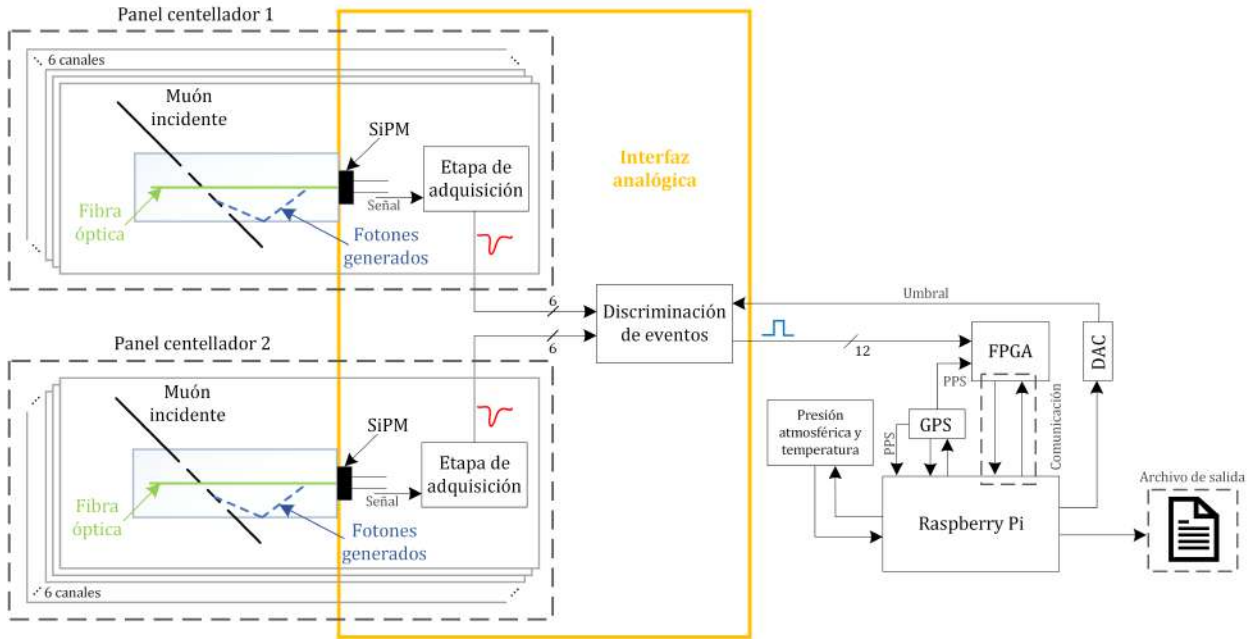 Panel centellador 1
6 canales
Muón
incidente
SiPM
Etapa de
adquisición
Señal
Fibra
óptica
Fotones
generados
Interfaz
analógica
6
Discriminación
de eventos
6
Umbral
12
FPGA
DAC
PPS
GPS
PPS
Comunicación
Presión
atmosférica y
temperatura
Raspberry Pi
Archivo de salida
Panel centellador 2
Muón
incidente
SiPM
Etapa de
adquisición
Señal
Fibra
óptica
Fotones
generados
6 canales